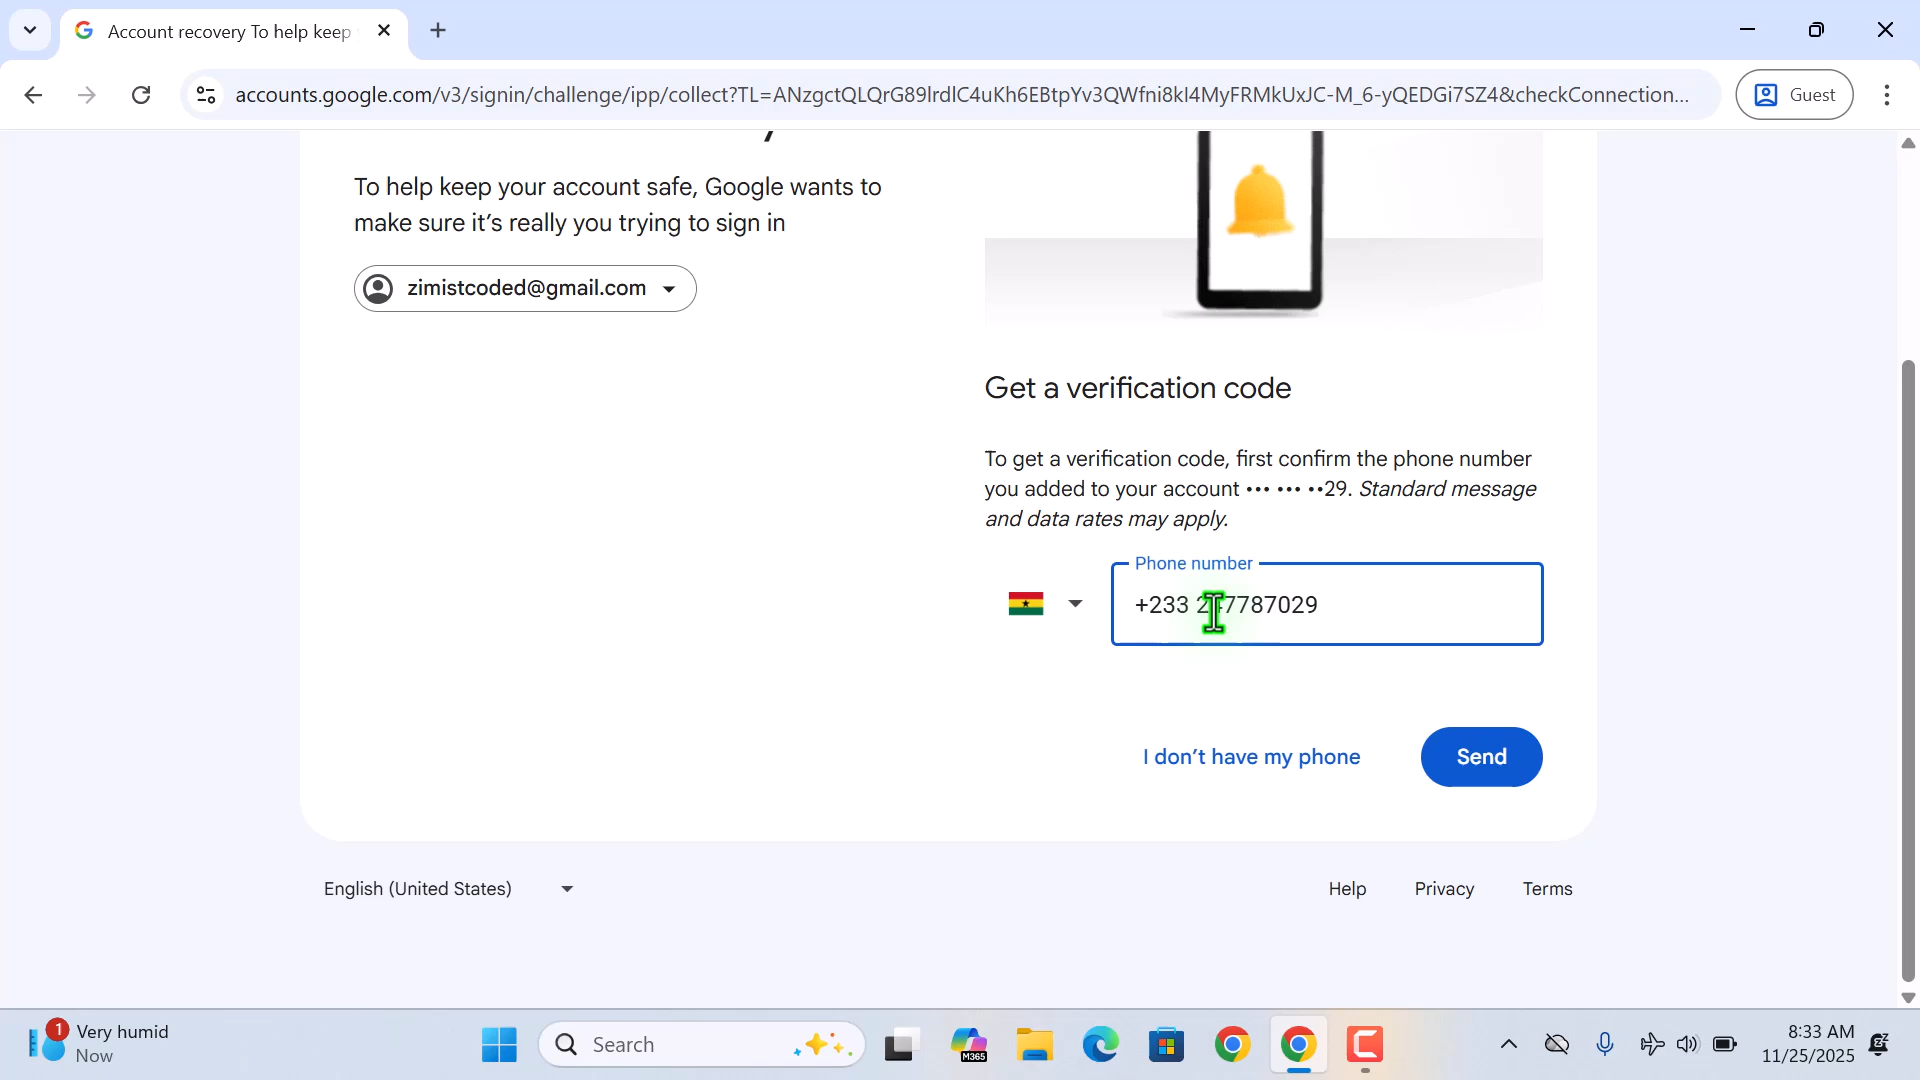 Account recovery To help keep
accounts.google.com/v3/signin/challenge/ipp/collect?TL=ANzgctQLQrG89lrdlC4uKh6EBtpYv3QWfni8kI4MyFRMkUxJC-M_6-yQEDGi7SZ4&checkConnection...
Guest
To help keep your account safe, Google wants to
make sure it's really you trying to sign in
zimistcoded@gmail.com
Get a verification code
To get a verification code, first confirm the phone number
you added to your account ••• ••• ••29. Standard message
and data rates may apply.
Phone number
+233 247787029
I don't have my phone
Send
English (United States)
Help
Privacy
Terms
1
Very humid
Now
Search
M365
8:33 AM
11/25/2025